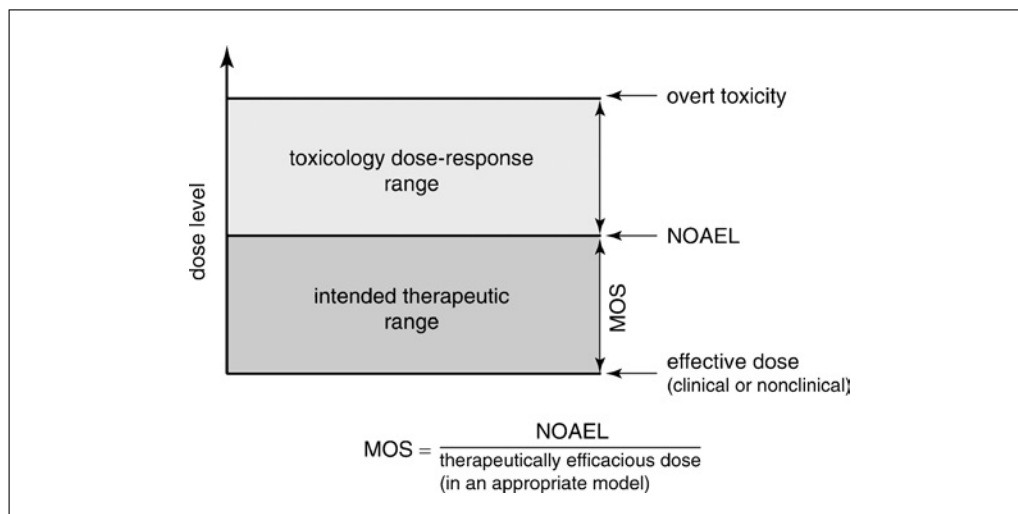 overt toxicity
toxicology dose-response
range
dose level
NOAEL
intended therapeutic
range
MOS
effective dose
(clinical or nonclinical)
MOS = NOAEL
therapeutically efficacious dose
(in an appropriate model)